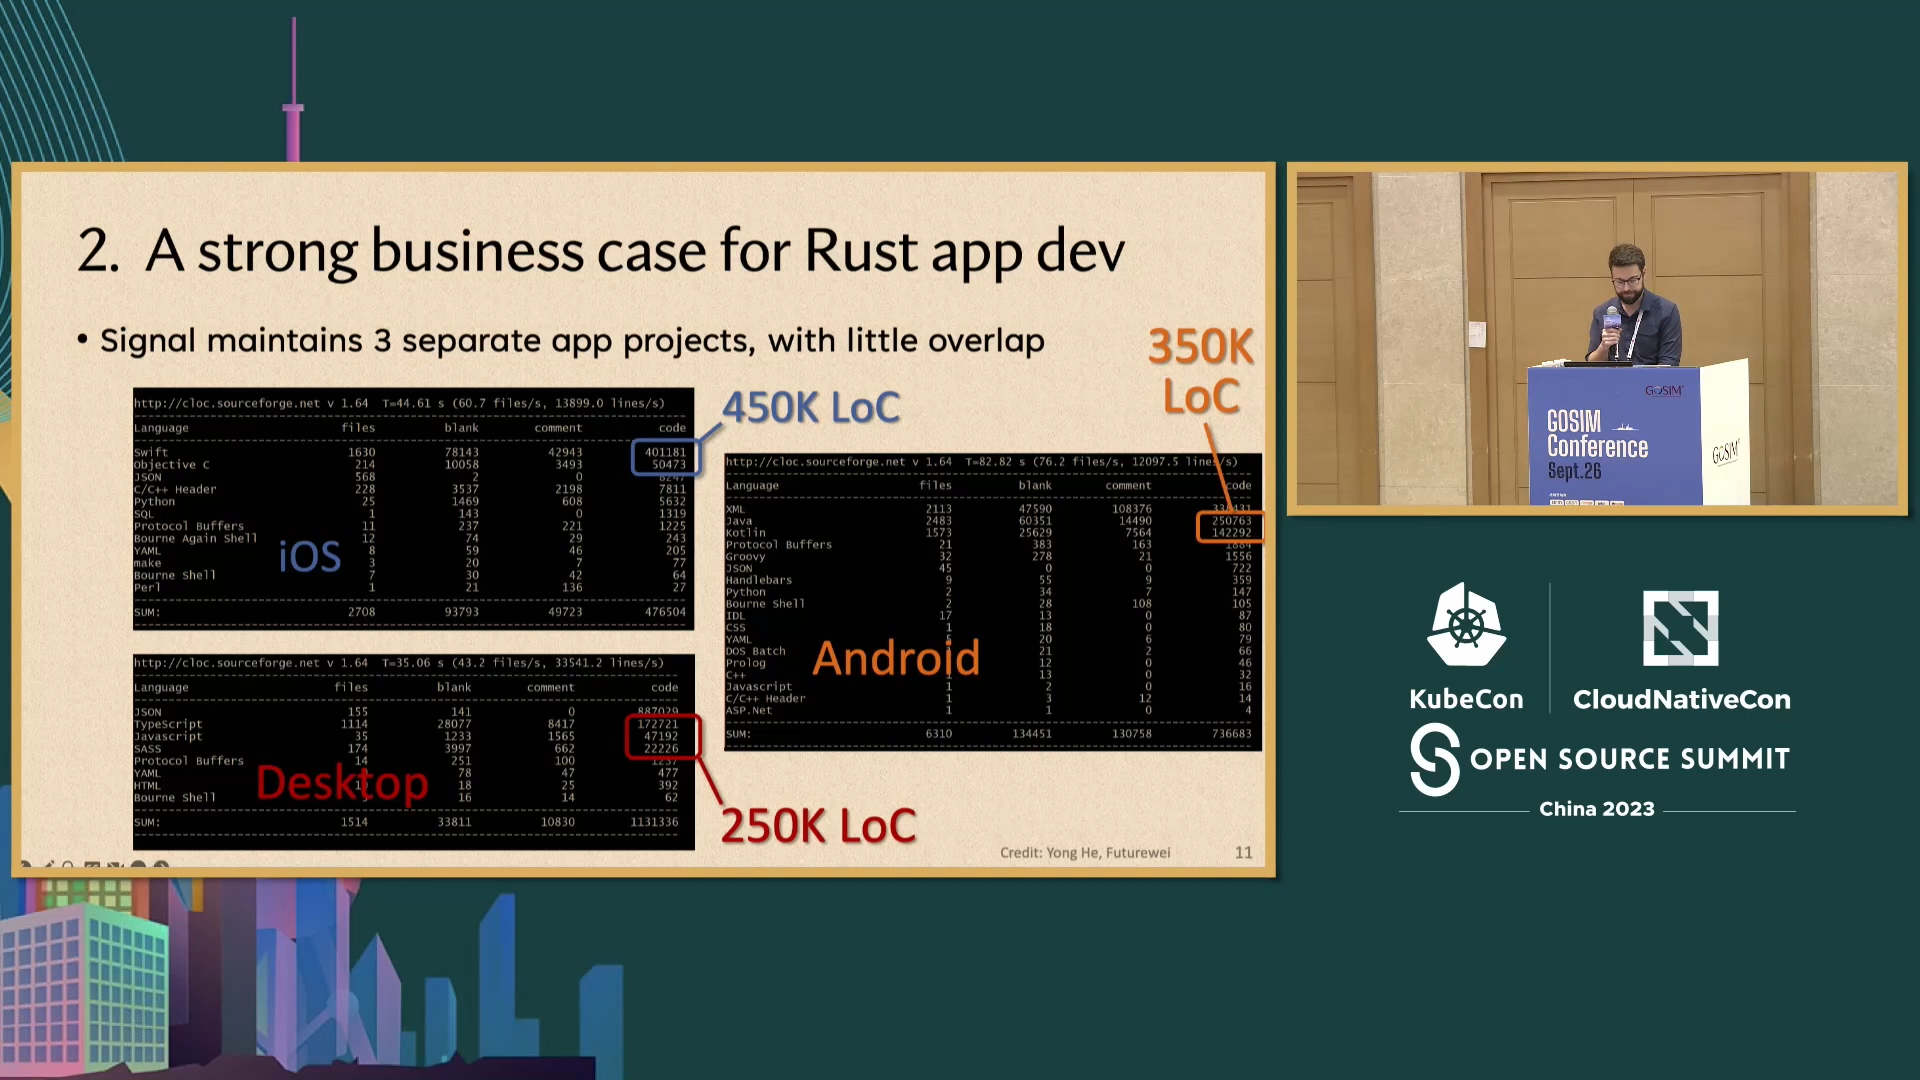 2. A strong business case for Rust app dev
• Signal maintains 3 separate app projects, with little overlap
http://cloc.sourceforge.net v 1.64 T=44.61 s (60.7 files/s, 13899.0 lines/s)
Language files blank comment code
Swift 1630 78143 42943 401181
Objective C 214 10058 3493 50473
JSON 568 2 0 8247
C/C++ Header 228 3537 2198 7811
Python 25 1469 608 5632
SQL 1 143 0 1319
Protocol Buffers 11 237 221 1225
Bourne Again Shell 12 74 29 243
YAML 8 59 46 205
make 3 20 7 77
Bourne Shell 7 30 42 64
Perl 1 21 136 27
SUM: 2708 93793 49723 476504
iOS
450K LoC
http://cloc.sourceforge.net v 1.64 T=35.06 s (43.2 files/s, 33541.2 lines/s)
Language files blank comment code
JSON 155 141 0 887029
TypeScript 1114 28077 8417 172721
Javascript 35 1233 1565 47192
SASS 174 3997 662 22226
Protocol Buffers 14 251 100 1237
YAML 78 47 477
HTML 18 25 392
Bourne Shell 16 14 62
SUM: 1514 33811 10830 1131336
Desktop
250K LoC
350K
LoC
http://cloc.sourceforge.net v 1.64 T=82.82 s (76.2 files/s, 12097.5 lines/s)
Language files blank comment code
XML 2113 47590 108376
Java 2483 60351 14490 250763
Kotlin 1573 25629 7564 142292
Protocol Buffers 21 383 163 1884
Groovy 32 278 21 1556
JSON 45 0 0 722
Handlebars 9 55 9 359
Python 2 34 7 147
Bourne Shell 2 28 108 105
IDL 17 13 0 87
CSS 1 18 0 80
YAML 5 20 6 79
DOS Batch 1 21 2 66
Prolog 12 0 46
C++ 13 0 32
Javascript 1 2 0 16
C/C++ Header 1 3 12 14
ASP.Net 1 1 0 4
SUM: 6310 134451 130758 736683
Android
Credit: Yong He, Futurewei 11
GOSIM
GOSIM
Conference
Sept.26
GOSIM
KubeCon
CloudNativeCon
OPEN SOURCE SUMMIT
China 2023